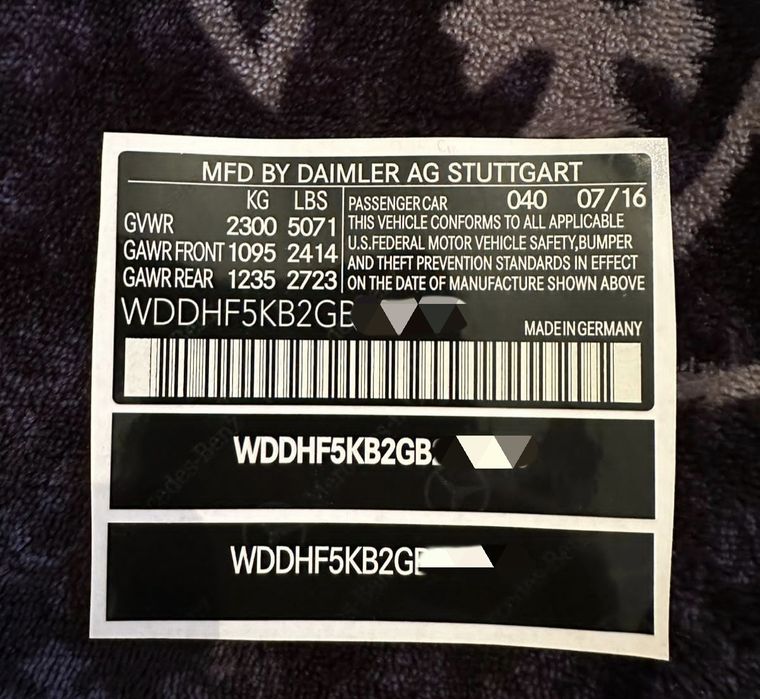 MFD BY DAIMLER AG STUTTGART
KG LBS
GVWR 2300 5071
GAWR FRONT 1095 2414
GAWR REAR 1235 2723
PASSENGER CAR 040 07/16
THIS VEHICLE CONFORMS TO ALL APPLICABLE
U.S.FEDERAL MOTOR VEHICLE SAFETY,BUMPER
AND THEFT PREVENTION STANDARDS IN EFFECT
ON THE DATE OF MANUFACTURE SHOWN ABOVE
WDDHF5KB2GB
MADE IN GERMANY
WDDHF5KB2GB
WDDHF5KB2G